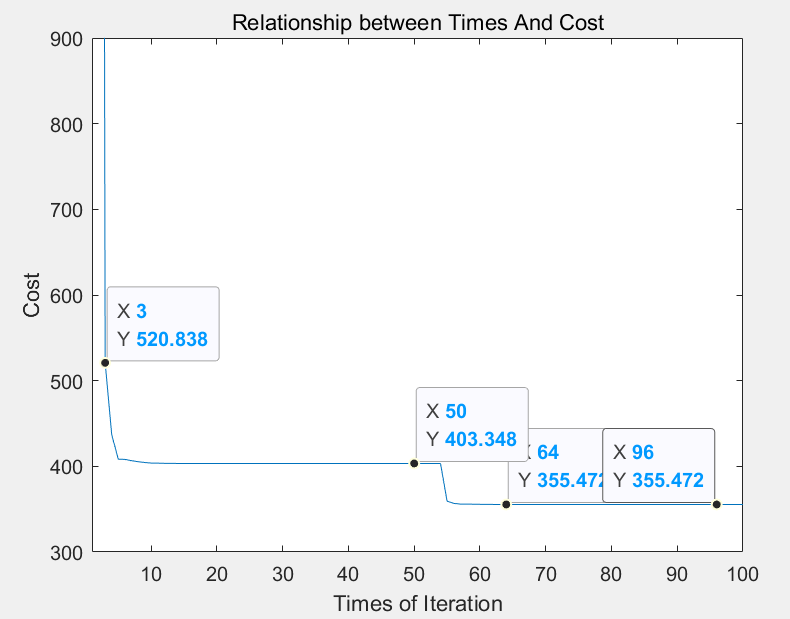 Relationship between Times And Cost
900
800
700
600
500
400
300
Cost
X 3
Y 520.838
X 50
Y 403.348
64
Y 355.472
X 96
Y 355.472
10 20 30 40 50 60 70 80 90 100
Times of Iteration